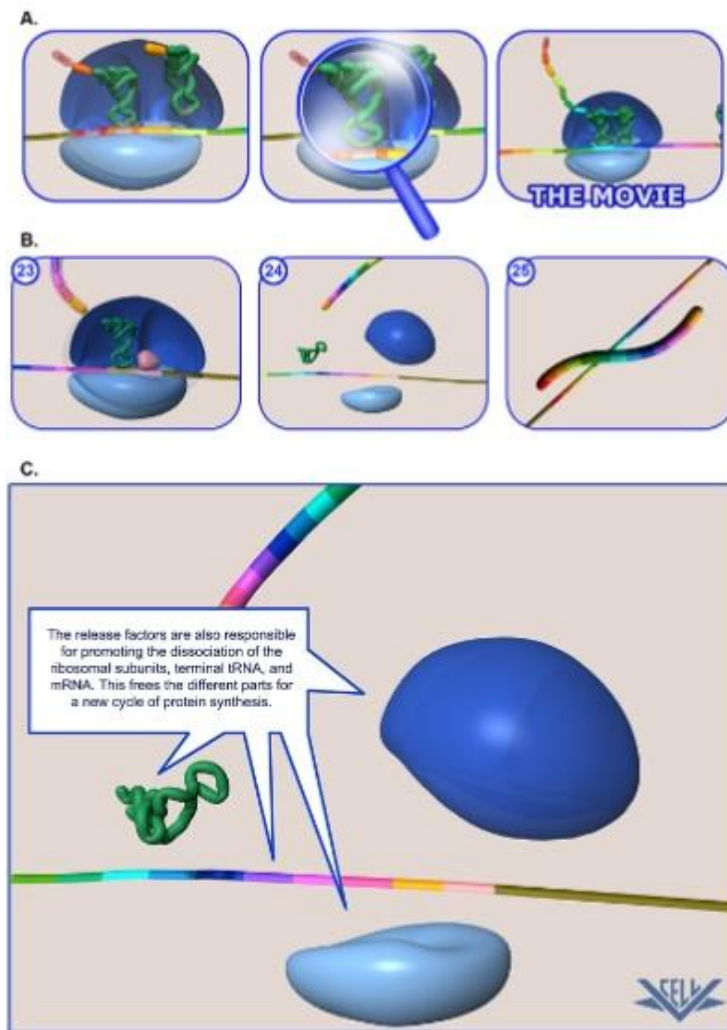 A.
THE MOVIE
B.
23
24
25
C.
The release factors are also responsible
for promoting the dissociation of the
ribosomal subunits, terminal tRNA, and
mRNA. This frees the different parts for
a new cycle of protein synthesis.
CELL